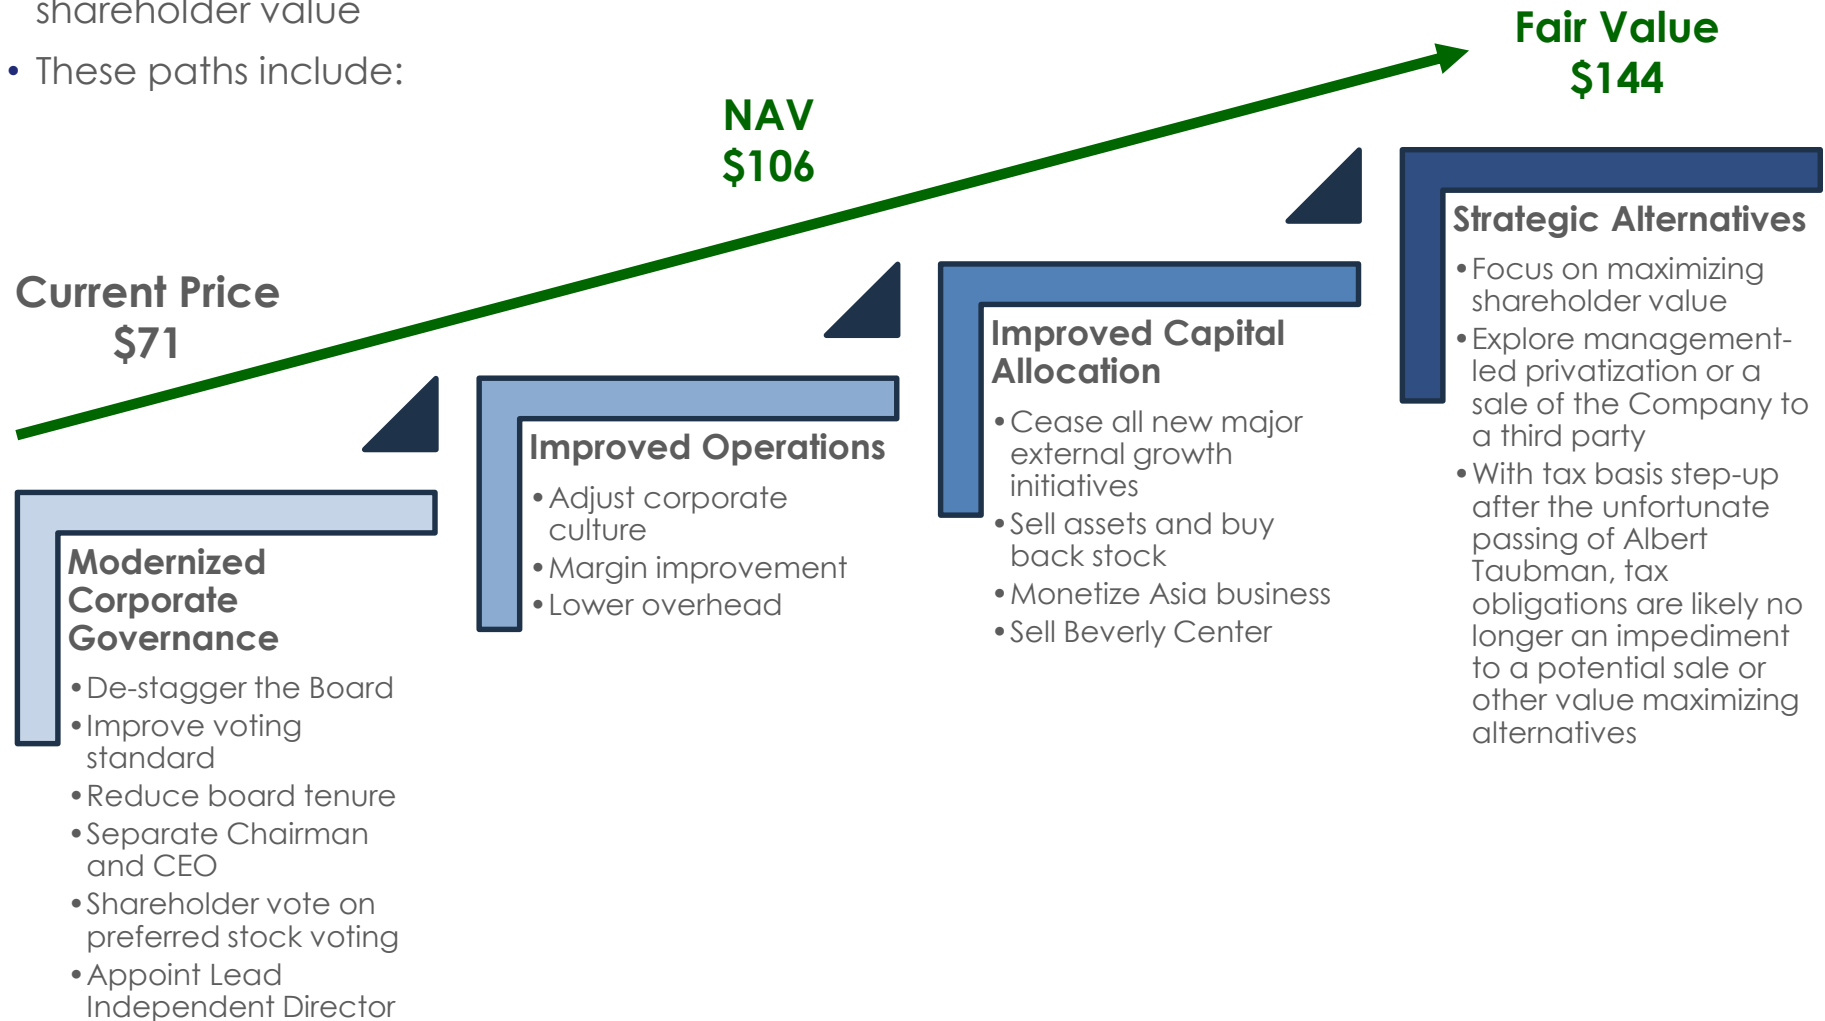 shareholder value
• These paths include:
Fair Value
$144
NAV
$106
Current Price
$71
Modernized
Corporate
Governance
•De-stagger the Board
•Improve voting
standard
•Reduce board tenure
•Separate Chairman
and CEO
•Shareholder vote on
preferred stock voting
•Appoint Lead
Independent Director
Improved Operations
•Adjust corporate
culture
•Margin improvement
•Lower overhead
Improved Capital
Allocation
•Cease all new major
external growth
initiatives
•Sell assets and buy
back stock
•Monetize Asia business
•Sell Beverly Center
Strategic Alternatives
•Focus on maximizing
shareholder value
•Explore management-
led privatization or a
sale of the Company to
a third party
•With tax basis step-up
after the unfortunate
passing of Albert
Taubman, tax
obligations are likely no
longer an impediment
to a potential sale or
other value maximizing
alternatives